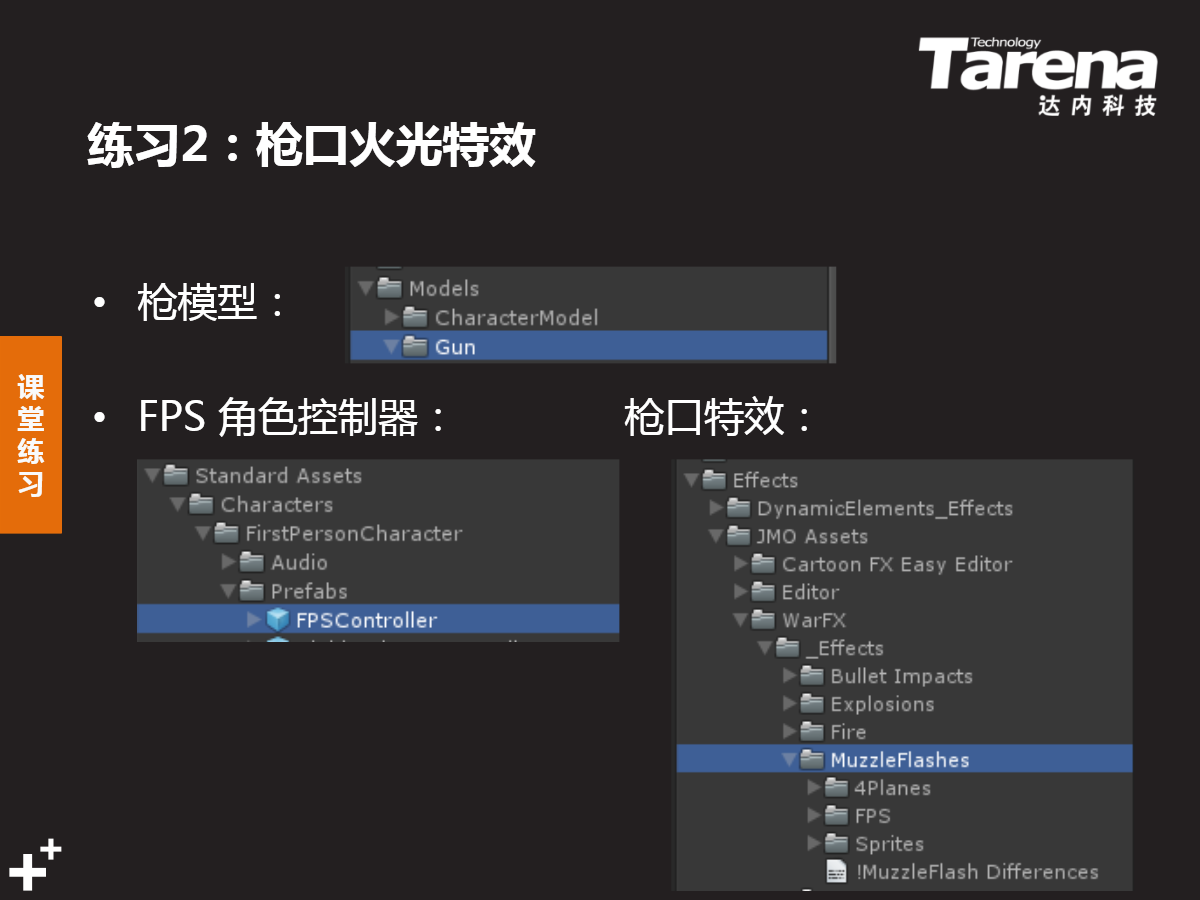 Technology
Tarena
达内科技
练习2：枪口火光特效
• 枪模型：
Models
CharacterModel
Gun
课堂练习
• FPS 角色控制器：
Standard Assets
Characters
FirstPersonCharacter
Audio
Prefabs
FPSController
枪口特效：
Effects
DynamicElements_Effects
JMO Assets
Cartoon FX Easy Editor
Editor
WarFX
_Effects
Bullet Impacts
Explosions
Fire
MuzzleFlashes
4Planes
FPS
Sprites
!MuzzleFlash Differences